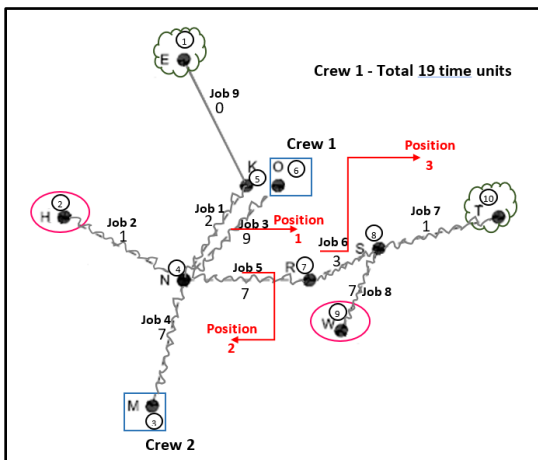 1
E
Crew 1 - Total 19 time units
Job 9
0
Crew 1
K
5
O
6
Position
3
2
H
Job 2
1
Job 1
2
Job 3
9
Position
1
10
T
Job 7
1
8
S
Job 6
3
N
4
Job 5
7
R
7
7
Job 8
9
W
Job 4
7
Position
2
M
3
Crew 2